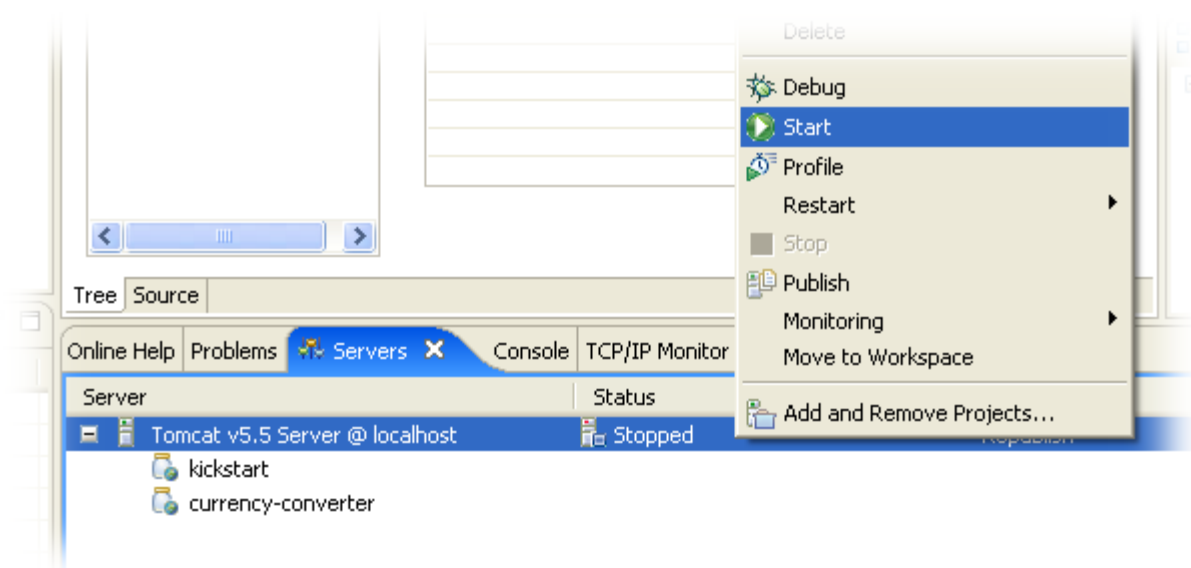 Delete
Debug
Start
Profile
Restart
Stop
Publish
Monitoring
Move to Workspace
Add and Remove Projects...
Tree Source
Online Help Problems Servers Console TCP/IP Monitor
Server Status
Tomcat v5.5 Server @ localhost Stopped Republish
kickstart
currency-converter